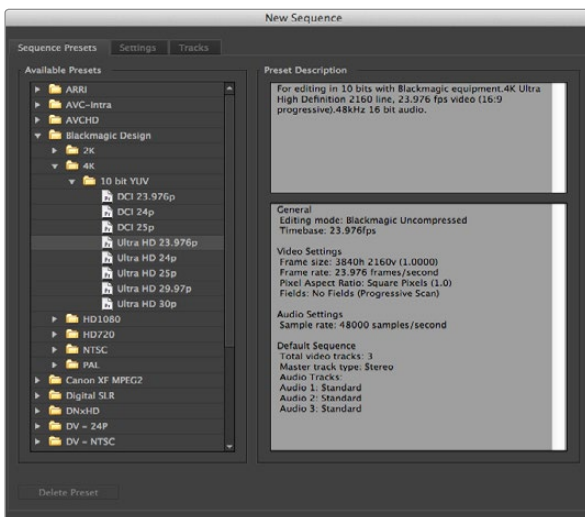 New Sequence
Sequence Presets
Settings
Tracks
Available Presets
ARRI
AVC-Intra
AVCHD
Blackmagic Design
2K
4K
10 bit YUV
DCI 23.976p
DCI 24p
DCI 25p
Ultra HD 23.976p
Ultra HD 24p
Ultra HD 25p
Ultra HD 29.97p
Ultra HD 30p
HD1080
HD720
NTSC
PAL
Canon XF MPEG2
Digital SLR
DNxHD
DV - 24P
DV - NTSC
Delete Preset
Preset Description
For editing in 10 bits with Blackmagic equipment.4K Ultra
High Definition 2160 line, 23.976 fps video (16:9
progressive).48kHz 16 bit audio.
General
Editing mode: Blackmagic Uncompressed
Timebase: 23.976fps
Video Settings
Frame size: 3840h 2160v (1.0000)
Frame rate: 23.976 frames/second
Pixel Aspect Ratio: Square Pixels (1.0)
Fields: No Fields (Progressive Scan)
Audio Settings
Sample rate: 48000 samples/second
Default Sequence
Total video tracks: 3
Master track type: Stereo
Audio Tracks:
Audio 1: Standard
Audio 2: Standard
Audio 3: Standard